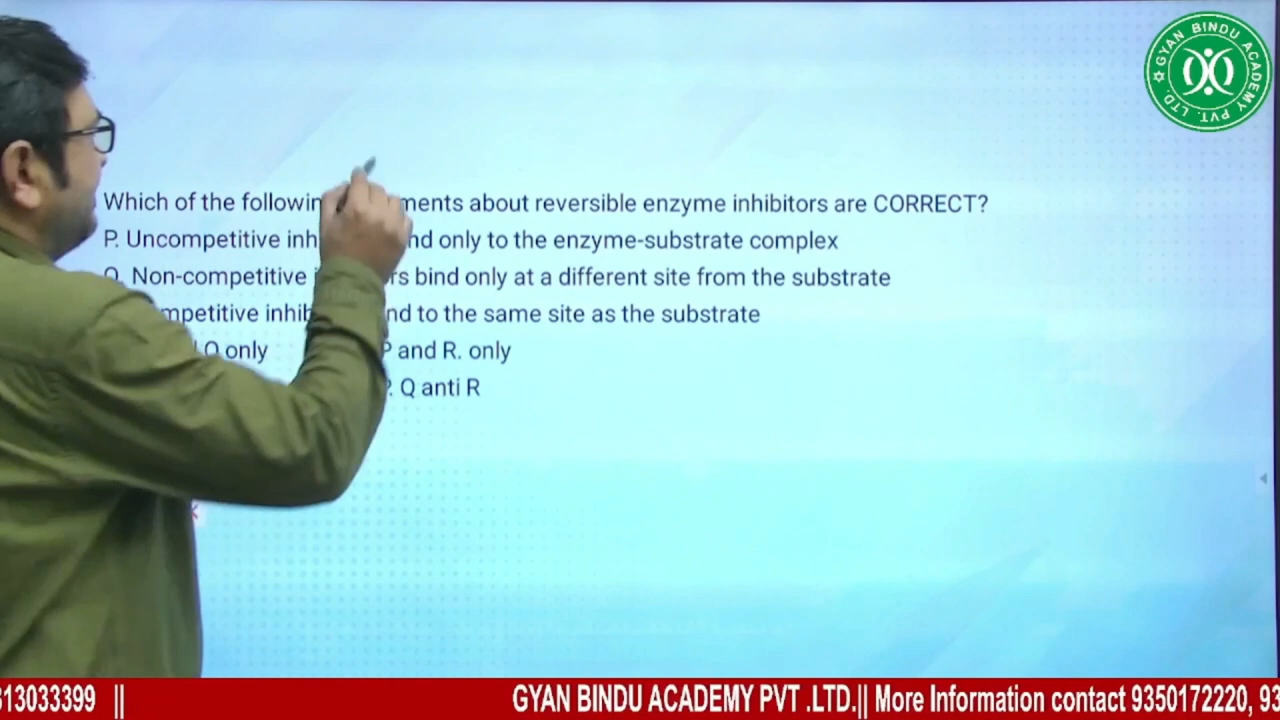 GYAN BINDU ACADEMY PVT. LTD.
Which of the followin ments about reversible enzyme inhibitors are CORRECT?
P. Uncompetitive inh nd only to the enzyme-substrate complex
Non-competitive i rs bind only at a different site from the substrate
mpetitive inhib nd to the same site as the substrate
Q only P and R. only
Q anti R
313033399 || GYAN BINDU ACADEMY PVT .LTD.|| More Information contact 9350172220, 93